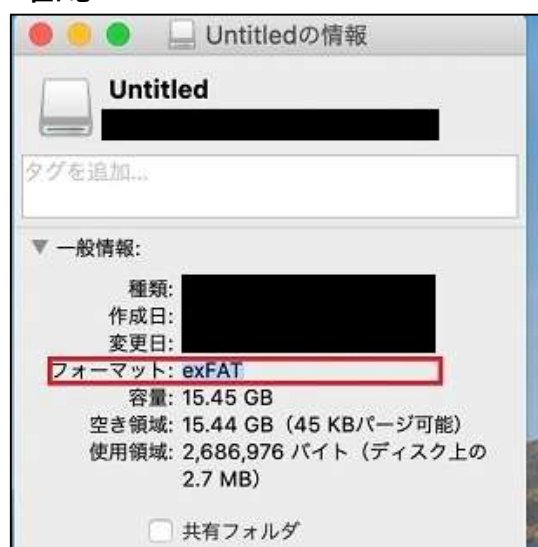 Untitledの情報
Untitled
タグを追加...
▼ 一般情報:
種類:
作成日:
変更日:
フォーマット: exFAT
容量: 15.45 GB
空き領域: 15.44 GB（45 KBパージ可能）
使用領域: 2,686,976 バイト（ディスク上の
2.7 MB）
共有フォルダ